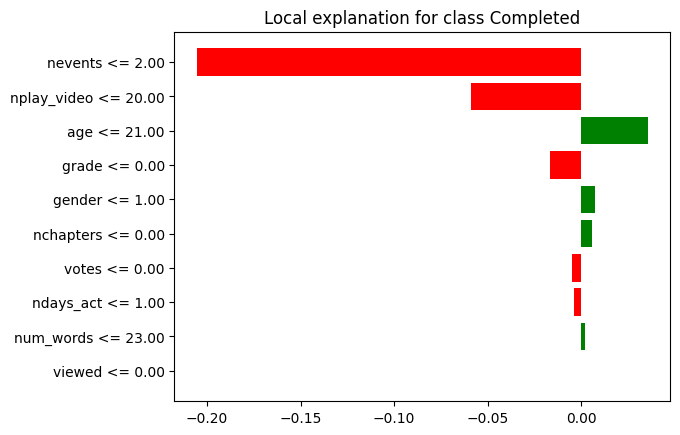 Local explanation for class Completed
nevents <= 2.00
nplay_video <= 20.00
age <= 21.00
grade <= 0.00
gender <= 1.00
nchapters <= 0.00
votes <= 0.00
ndays_act <= 1.00
num_words <= 23.00
viewed <= 0.00
−0.20 −0.15 −0.10 −0.05 0.00